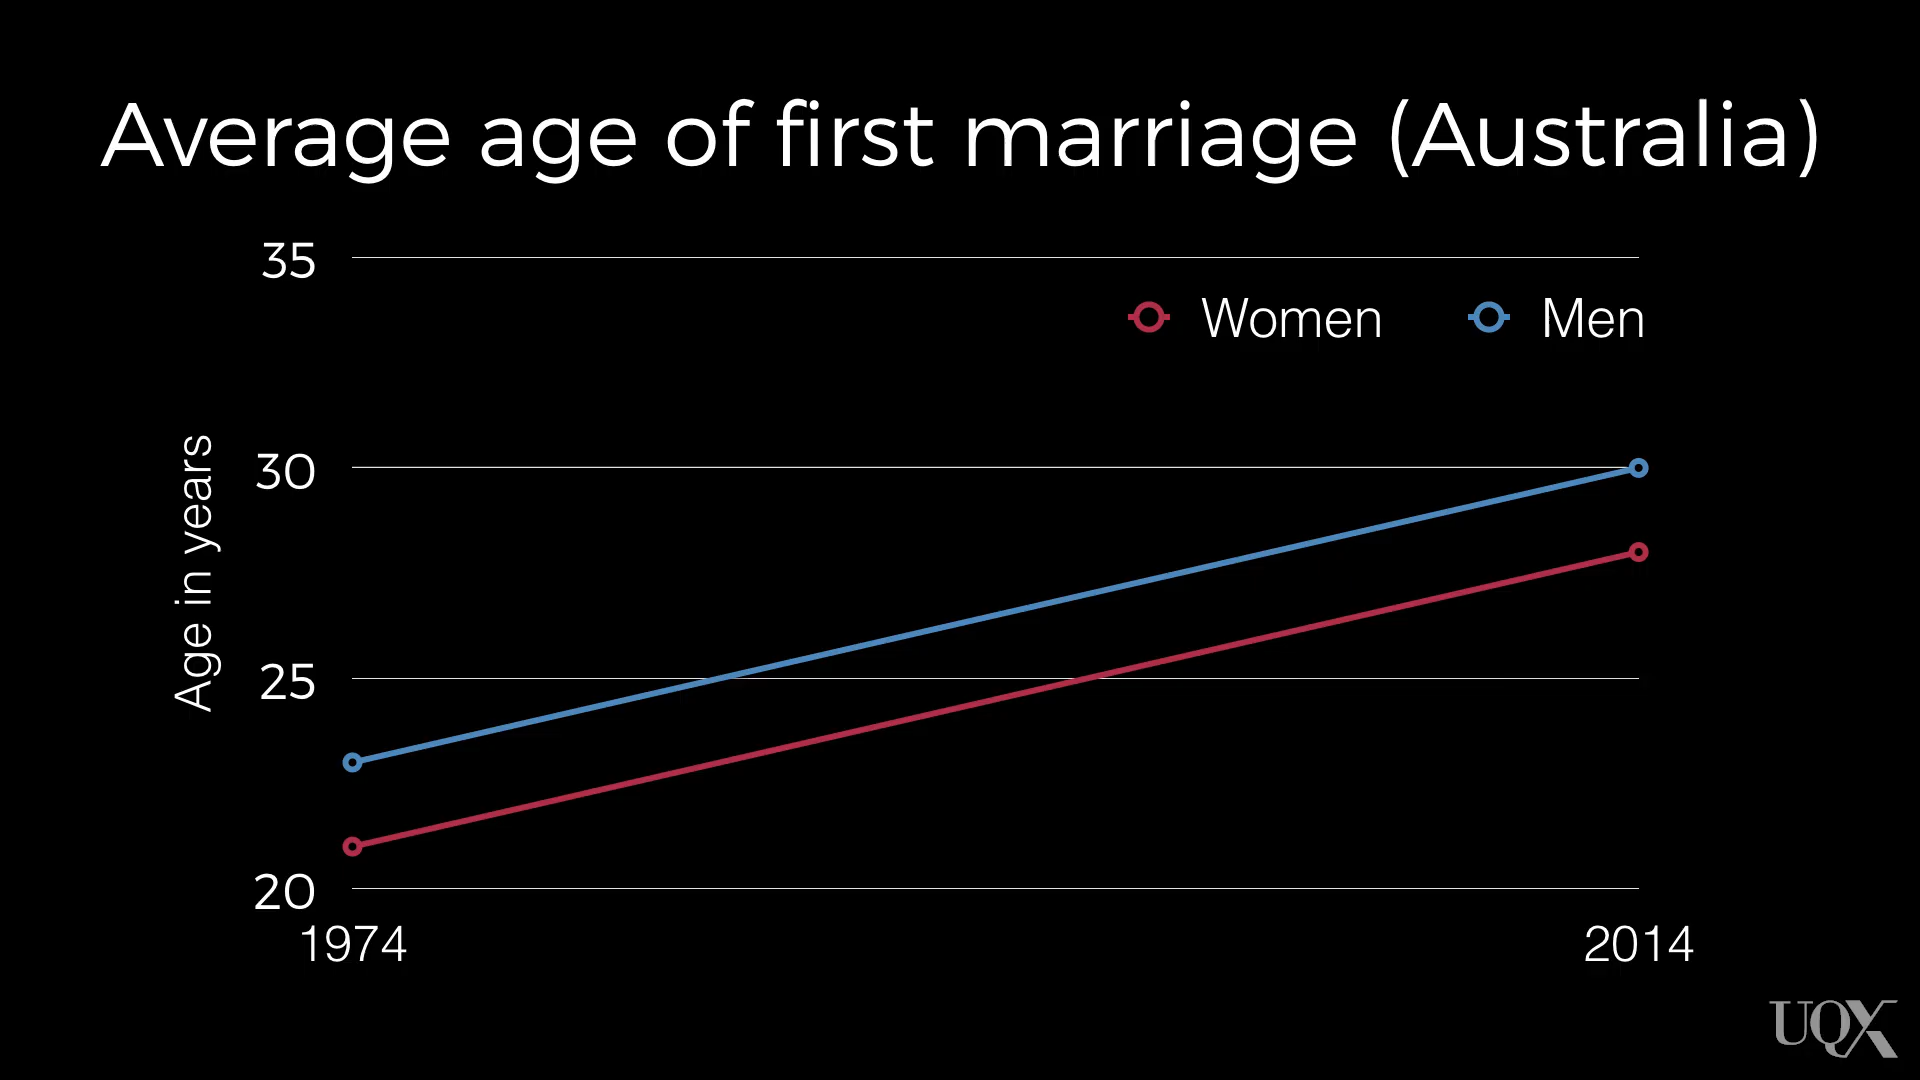 Average age of first marriage (Australia)
35
Women Men
30
Age in years
25
20
1974 2014
UQX